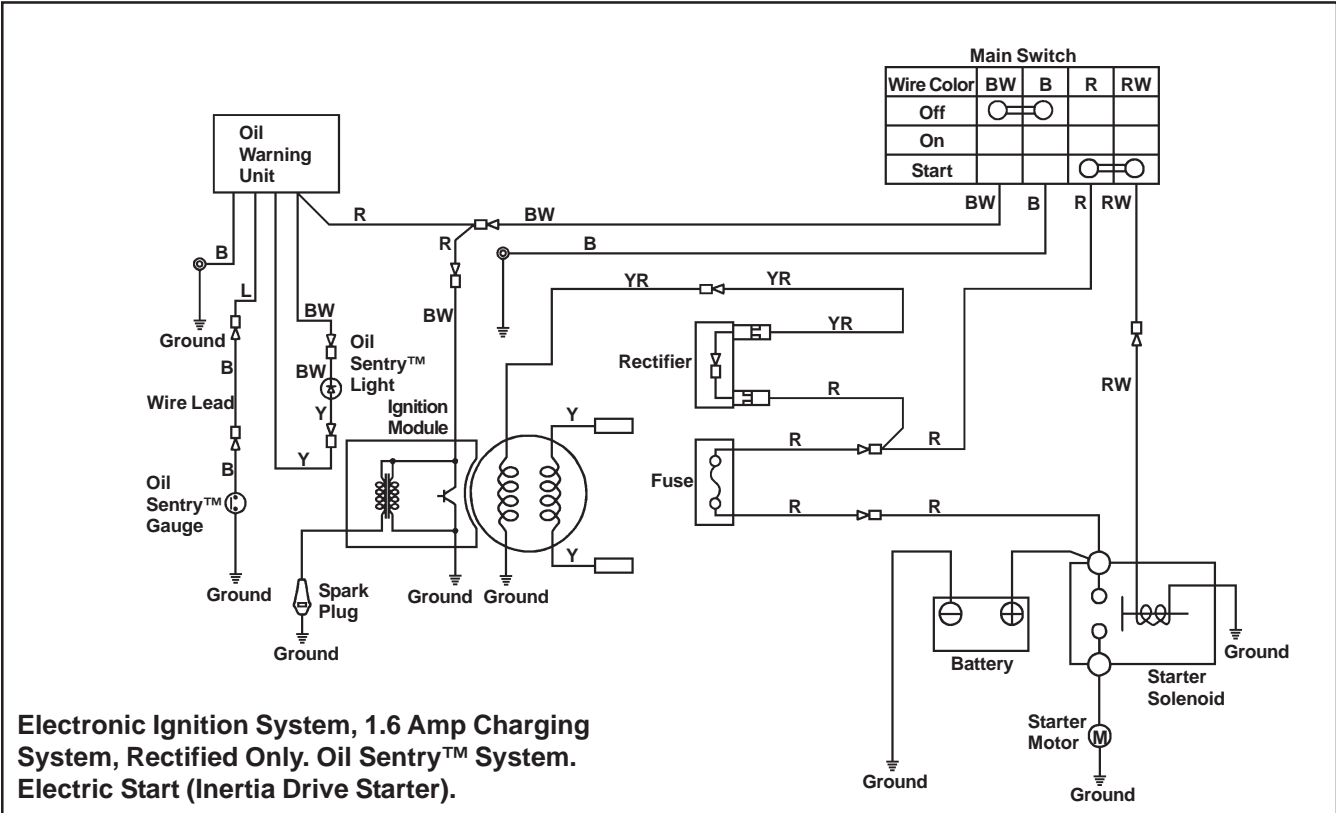 Main Switch
Wire Color BW B R RW
Off
On
Start
BW B R RW
Oil
Warning
Unit
R
BW
B
R
B
L
BW
BW
Ground
YR
YR
YR
Oil
Sentry™
Light
BW
Rectifier
B
Wire Lead
Y
Ignition
Module
R
Y
RW
B
Y
R
R
Oil
Sentry™
Gauge
Fuse
R
R
Y
Ground
Spark
Plug
Ground
Ground
Ground
Battery
Ground
Starter
Solenoid
Starter
Motor
M
Ground
Ground
Electronic Ignition System, 1.6 Amp Charging
System, Rectified Only. Oil Sentry™ System.
Electric Start (Inertia Drive Starter).